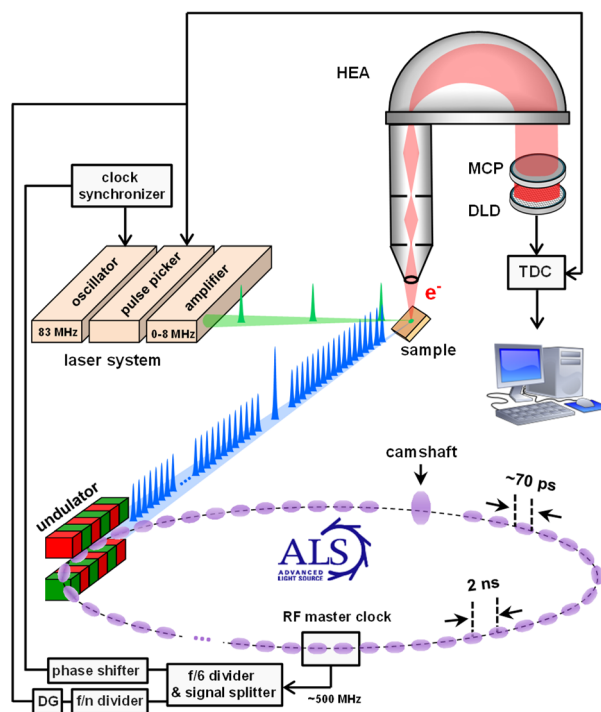 HEA
clock
synchronizer
MCP
DLD
TDC
oscillator
pulse picker
amplifier
83 MHz
0-8 MHz
laser system
e-
sample
camshaft
~70 ps
undulator
...
ALS
ADVANCED
LIGHT SOURCE
2 ns
RF master clock
...
phase shifter
f/6 divider
& signal splitter
~500 MHz
DG
f/n divider